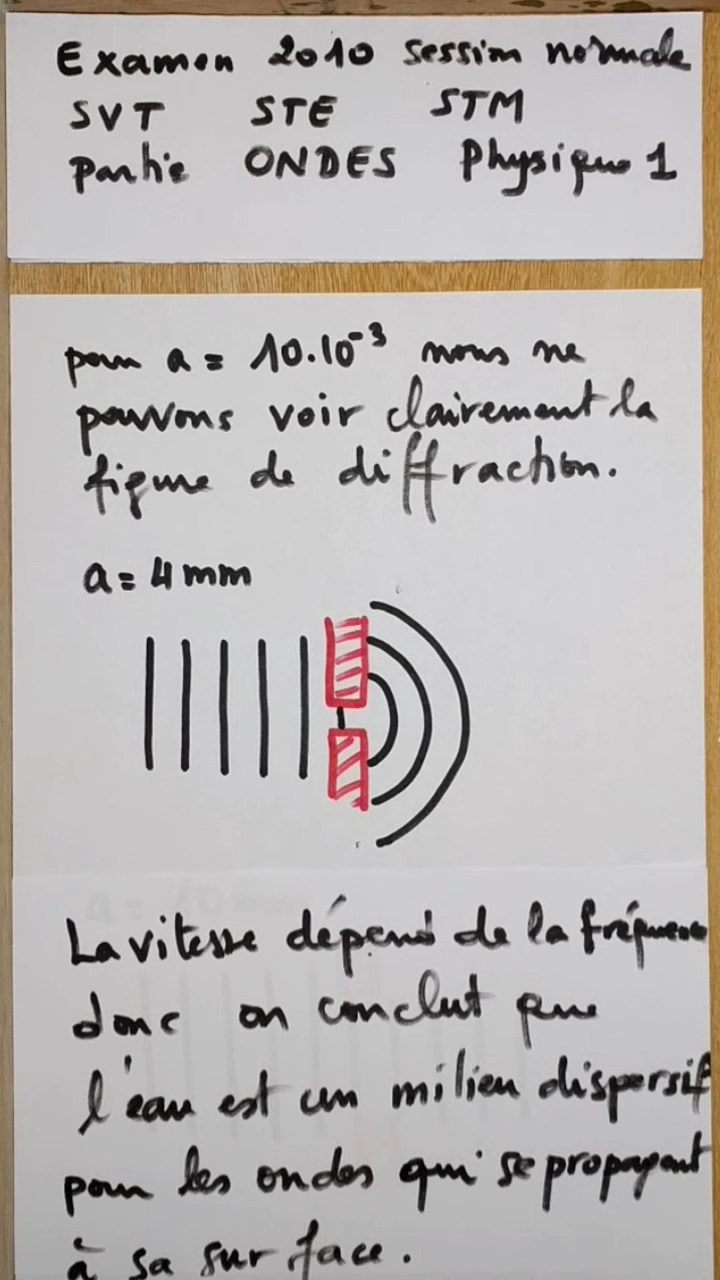 Examen 2010 session normale
SVT STE STM
Partie ONDES Physique 1
pour a = 10.10⁻³ nous ne
pouvons voir clairement la
figure de diffraction.
a = 4 mm
La vitesse dépend de la fréquence
donc on conclut que
l'eau est un milieu dispersif
pour les ondes qui se propagent
à sa surface.